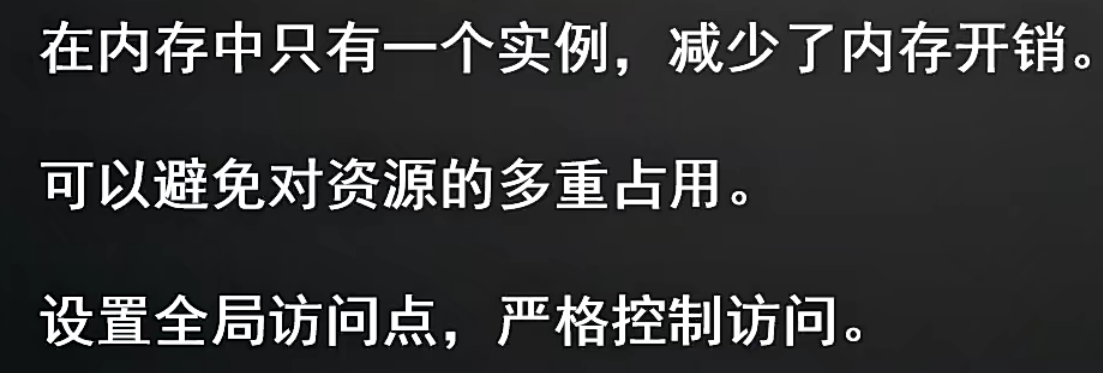 在内存中只有一个实例，减少了内存开销。
可以避免对资源的多重占用。
设置全局访问点，严格控制访问。